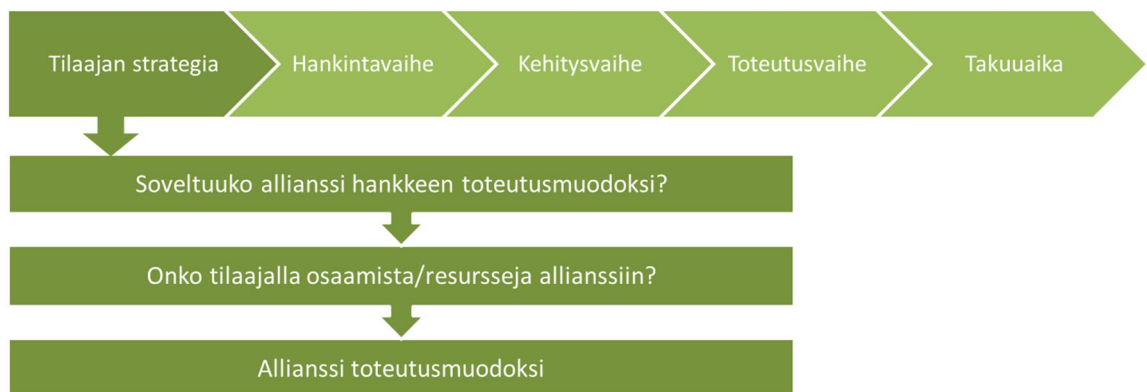 Tilaajan strategia
Hankintavaihe
Kehitysvaihe
Toteutusvaihe
Takuuaika
Soveltuuko allianssi hankkeen toteutusmuodoksi?
Onko tilaajalla osaamista/resursseja allianssiin?
Allianssi toteutusmuodoksi